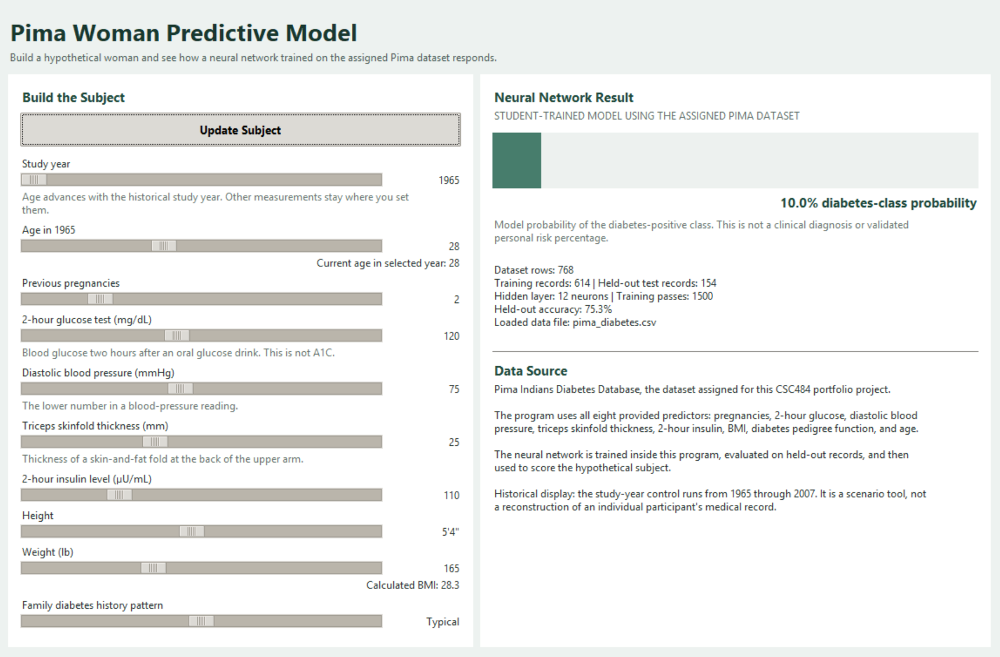 Pima Woman Predictive Model
Build a hypothetical woman and see how a neural network trained on the assigned Pima dataset responds.
Build the Subject
Update Subject
Study year
1965
Age advances with the historical study year. Other measurements stay where you set
them.
Age in 1965
28
Current age in selected year: 28
Previous pregnancies
2
2-hour glucose test (mg/dL)
120
Blood glucose two hours after an oral glucose drink. This is not A1C.
Diastolic blood pressure (mmHg)
75
The lower number in a blood-pressure reading.
Triceps skinfold thickness (mm)
25
Thickness of a skin-and-fat fold at the back of the upper arm.
2-hour insulin level (µU/mL)
110
Height
5'4"
Weight (lb)
165
Calculated BMI: 28.3
Family diabetes history pattern
Typical
Neural Network Result
STUDENT-TRAINED MODEL USING THE ASSIGNED PIMA DATASET
10.0% diabetes-class probability
Model probability of the diabetes-positive class. This is not a clinical diagnosis or validated
personal risk percentage.
Dataset rows: 768
Training records: 614 | Held-out test records: 154
Hidden layer: 12 neurons | Training passes: 1500
Held-out accuracy: 75.3%
Loaded data file: pima_diabetes.csv
Data Source
Pima Indians Diabetes Database, the dataset assigned for this CSC484 portfolio project.
The program uses all eight provided predictors: pregnancies, 2-hour glucose, diastolic blood
pressure, triceps skinfold thickness, 2-hour insulin, BMI, diabetes pedigree function, and age.
The neural network is trained inside this program, evaluated on held-out records, and then
used to score the hypothetical subject.
Historical display: the study-year control runs from 1965 through 2007. It is a scenario tool, not
a reconstruction of an individual participant's medical record.